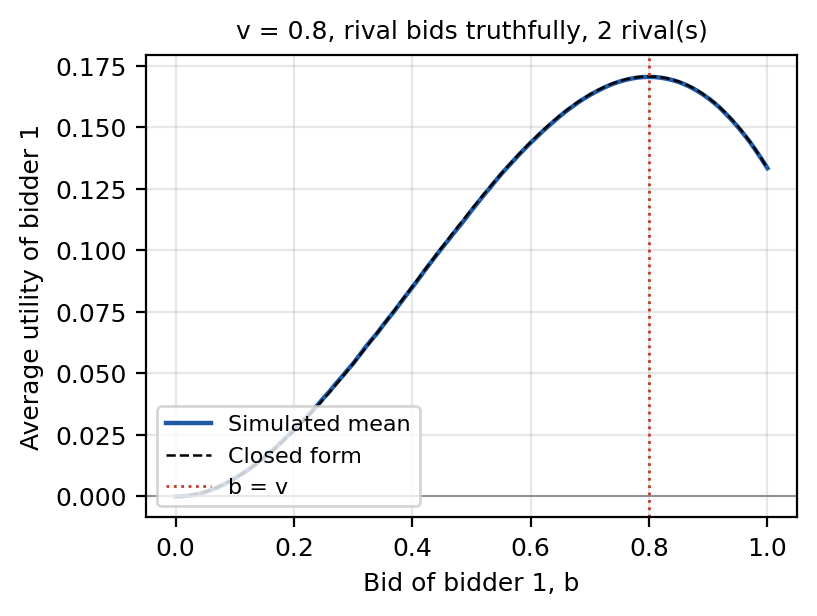 v = 0.8, rival bids truthfully, 2 rival(s)
Average utility of bidder 1
0.175
0.150
0.125
0.100
0.075
0.050
0.025
0.000
Simulated mean
Closed form
b = v
0.0 0.2 0.4 0.6 0.8 1.0
Bid of bidder 1, b